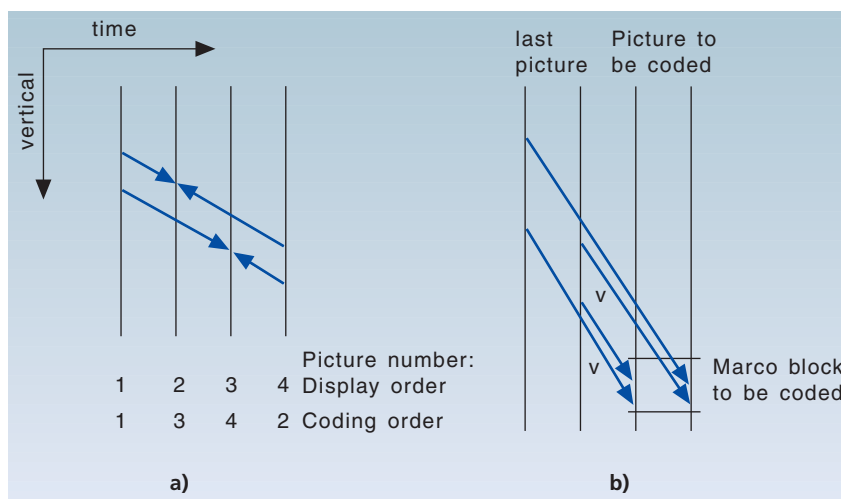 time
vertical
last picture
Picture to be coded
v
v
Marco block to be coded
Picture number:
1 2 3 4 Display order
1 3 4 2 Coding order
a)
b)